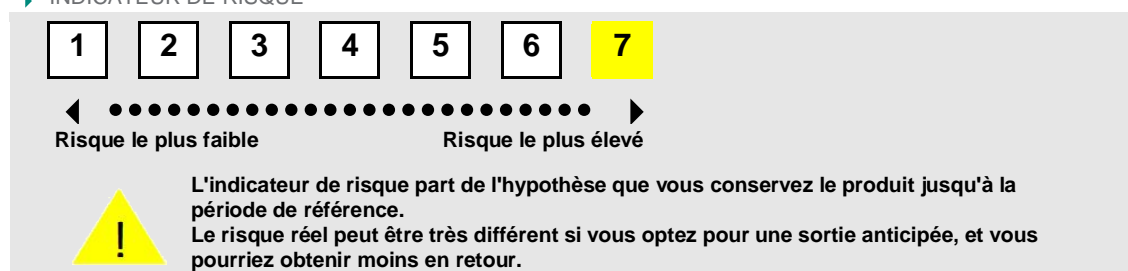 INDICATEUR DE RISQUE
1 2 3 4 5 6 7
Risque le plus faible Risque le plus élevé
L'indicateur de risque part de l'hypothèse que vous conservez le produit jusqu'à la
période de référence.
Le risque réel peut être très différent si vous optez pour une sortie anticipée, et vous
pourriez obtenir moins en retour.
!